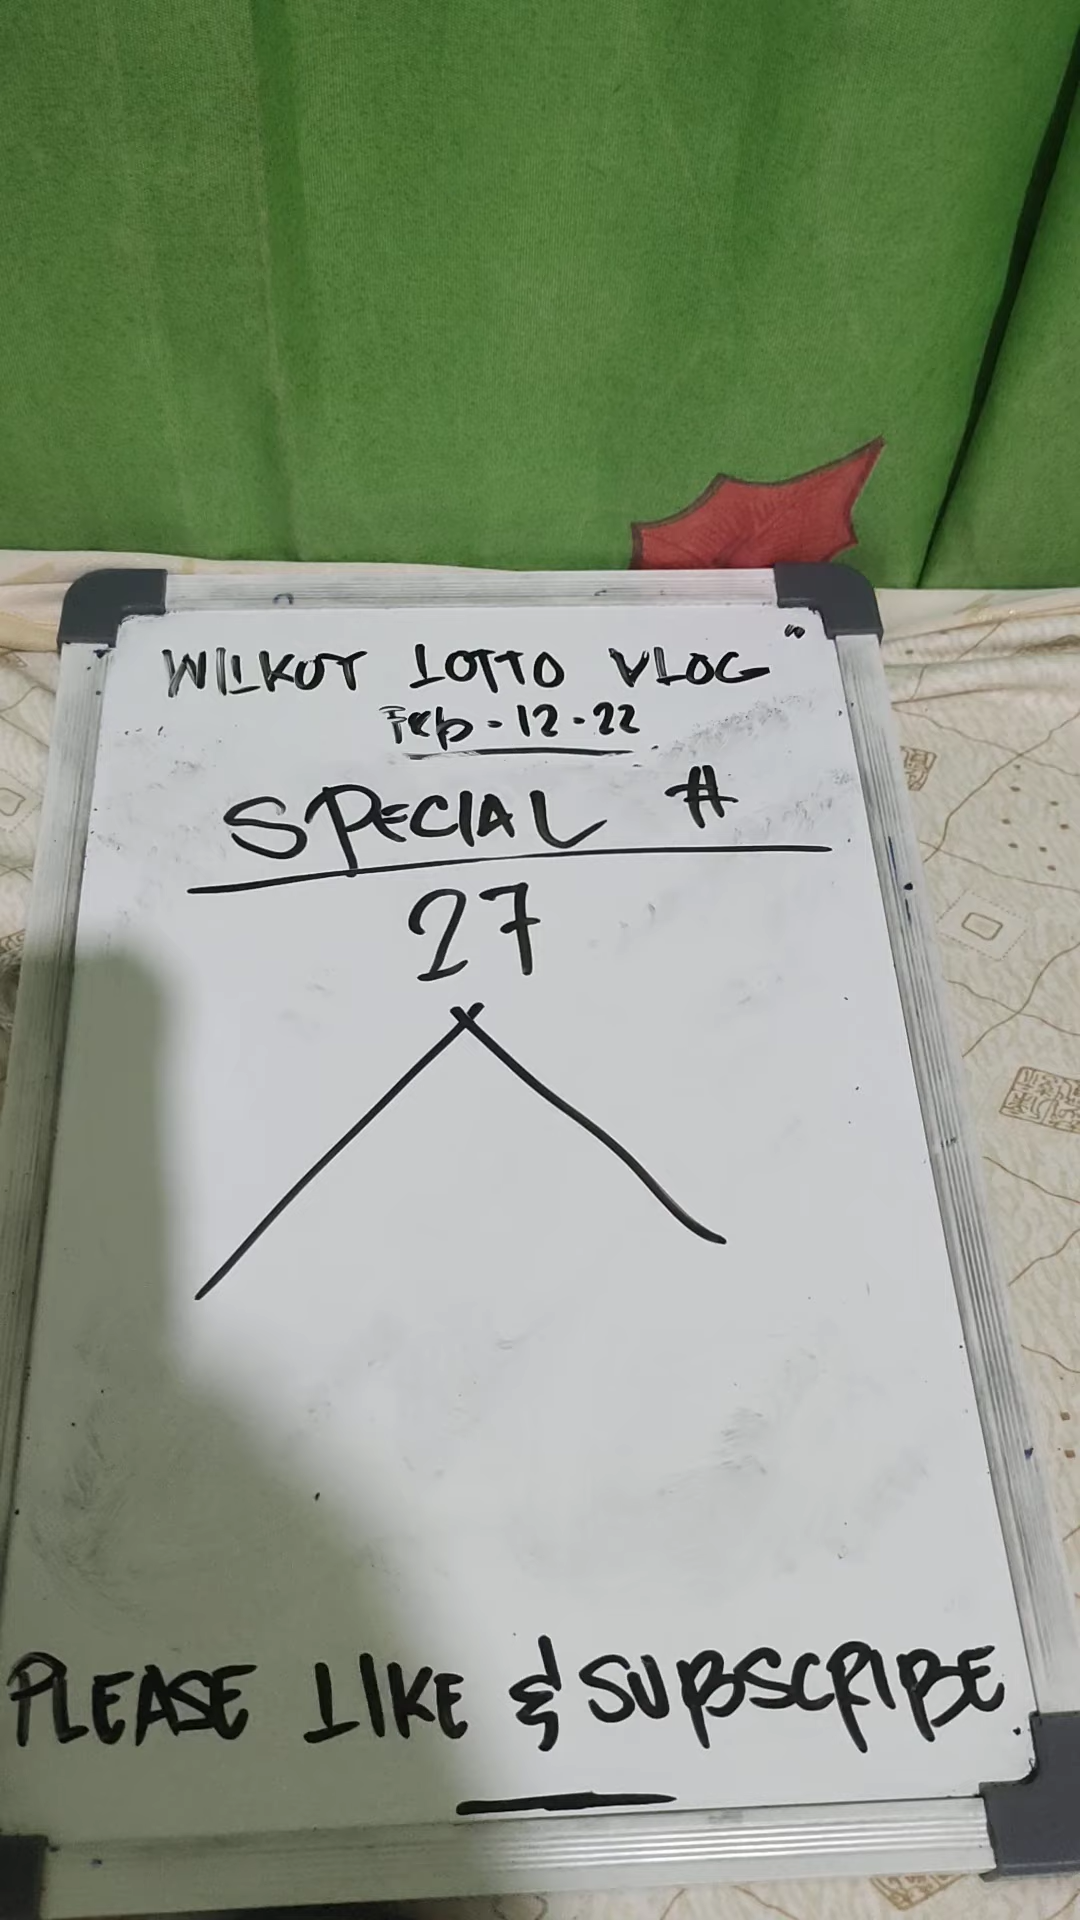 WILKOT LOTTO VLOG
Feb-12-22
SPECIAL #
27
PLEASE LIKE & SUBSCRIBE